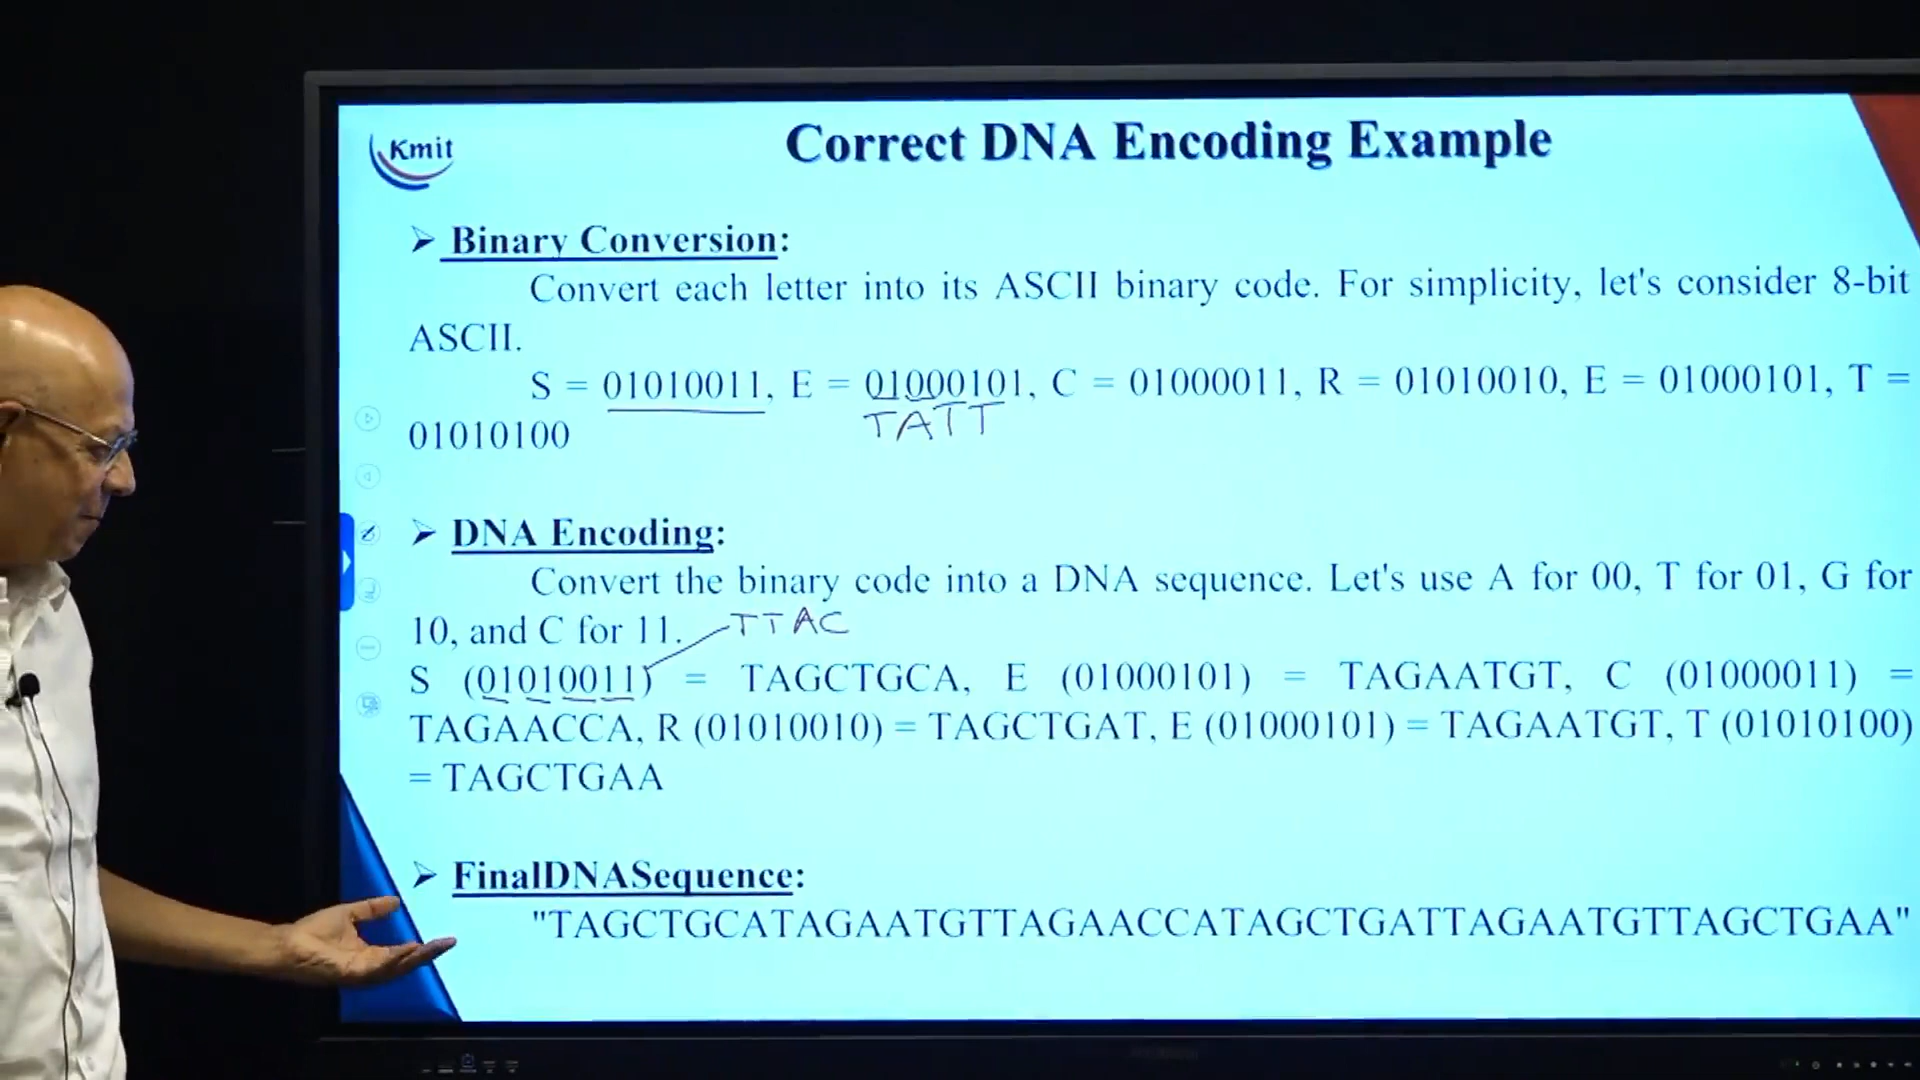 Kmit
Correct DNA Encoding Example
➢ Binary Conversion:
Convert each letter into its ASCII binary code. For simplicity, let's consider 8-bit
ASCII.
S = 01010011, E = 01000101, C = 01000011, R = 01010010, E = 01000101, T =
TATT
01010100
➢ DNA Encoding:
Convert the binary code into a DNA sequence. Let's use A for 00, T for 01, G for
10, and C for 11.
TTAC
S (01010011) = TAGCTGCA, E (01000101) = TAGAATGT, C (01000011) =
TAGAACCA, R (01010010) = TAGCTGAT, E (01000101) = TAGAATGT, T (01010100)
= TAGCTGAA
➢ FinalDNASequence:
"TAGCTGCATAGAATGTTAGAACCATAGCTGATTAGAATGTTAGCTGAA"